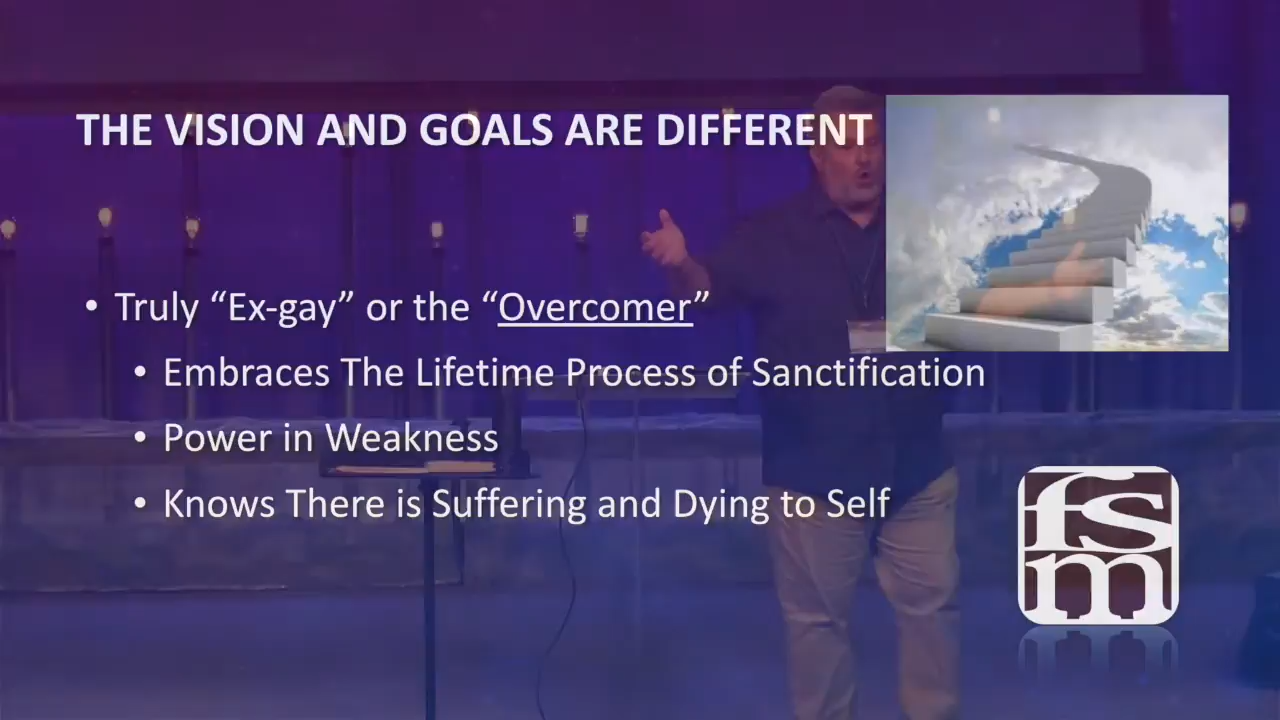 THE VISION AND GOALS ARE DIFFERENT
• Truly “Ex-gay” or the “Overcomer”
• Embraces The Lifetime Process of Sanctification
• Power in Weakness
• Knows There is Suffering and Dying to Self
fs
m